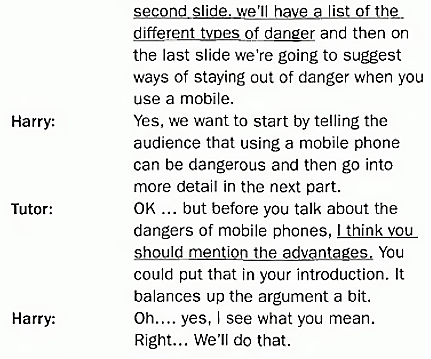 second slide. we'll have a list of the
different types of danger and then on
the last slide we're going to suggest
ways of staying out of danger when you
use a mobile.
Harry: Yes, we want to start by telling the
audience that using a mobile phone
can be dangerous and then go into
more detail in the next part.
Tutor: OK ... but before you talk about the
dangers of mobile phones, I think you
should mention the advantages. You
could put that in your introduction. It
balances up the argument a bit.
Harry: Oh.... yes, I see what you mean.
Right... We'll do that.